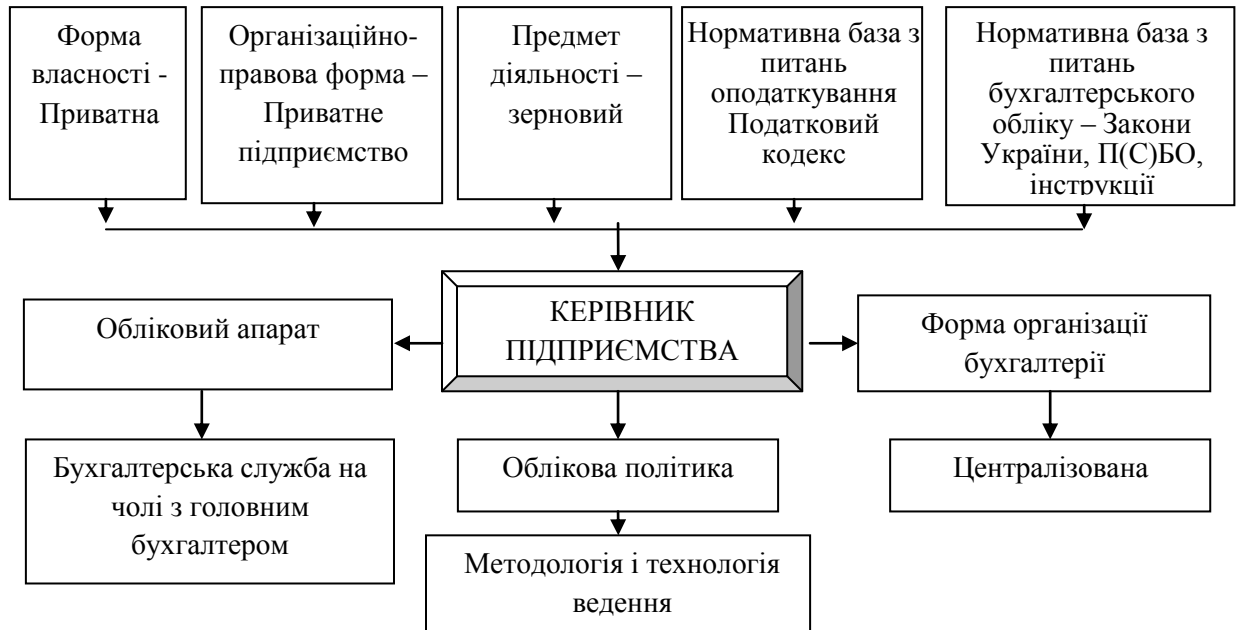 Форма
власності -
Приватна
Організаційно-
правова форма –
Приватне
підприємство
Предмет
діяльності –
зерновий
Нормативна база з
питань
оподаткування
Податковий
кодекс
Нормативна база з
питань
бухгалтерського
обліку – Закони
України, П(С)БО,
інструкції
Обліковий апарат
КЕРІВНИК
ПІДПРИЄМСТВА
Форма організації
бухгалтерії
Бухгалтерська служба на
чолі з головним
бухгалтером
Облікова політика
Централізована
Методологія і технологія
ведення